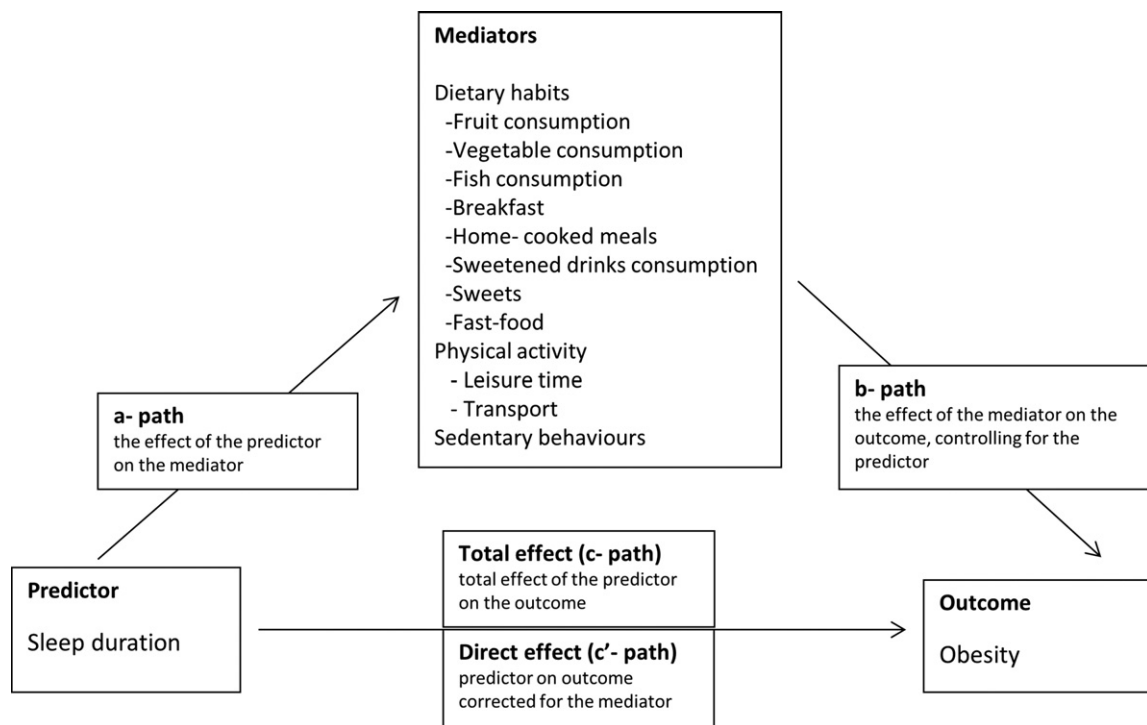 Mediators
Dietary habits
-Fruit consumption
-Vegetable consumption
-Fish consumption
-Breakfast
-Home- cooked meals
-Sweetened drinks consumption
-Sweets
-Fast-food
Physical activity
- Leisure time
- Transport
Sedentary behaviours
a- path
the effect of the predictor
on the mediator
b- path
the effect of the mediator on the
outcome, controlling for the
predictor
Predictor
Sleep duration
Total effect (c- path)
total effect of the predictor
on the outcome
Direct effect (c’- path)
predictor on outcome
corrected for the mediator
Outcome
Obesity